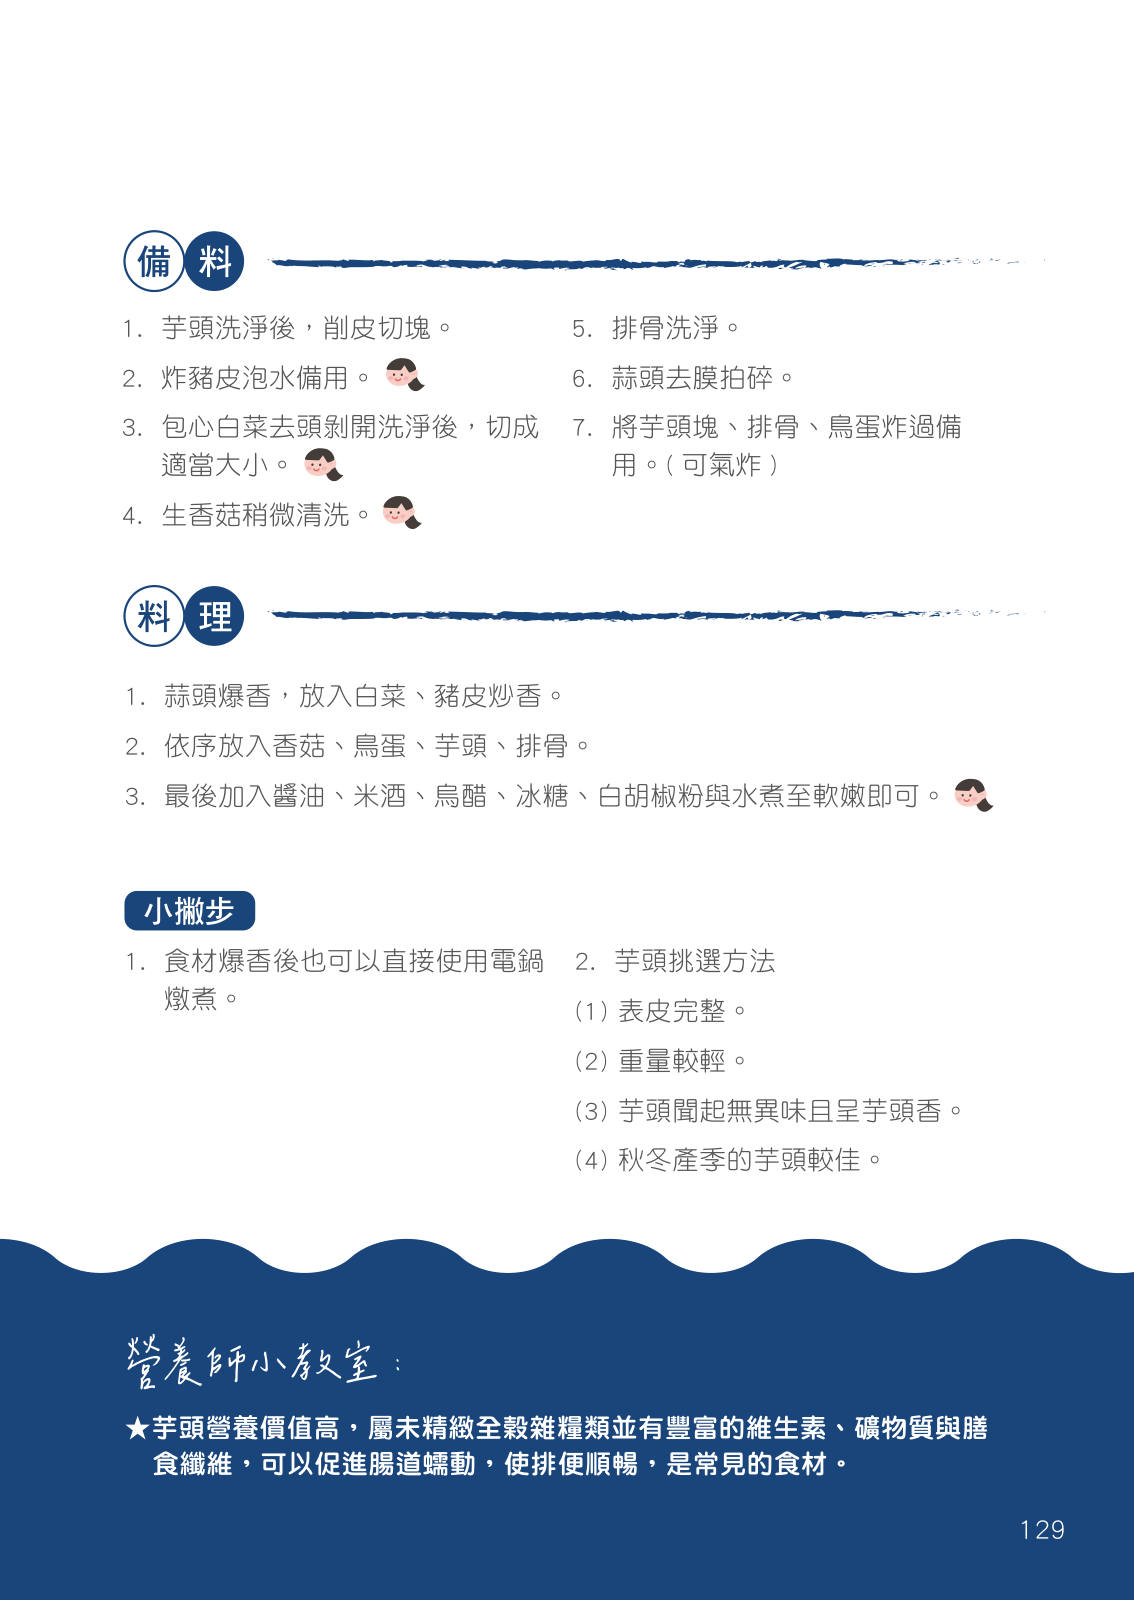 備料
1. 芋頭洗淨後，削皮切塊。
2. 炸豬皮泡水備用。
3. 包心白菜去頭剝開洗淨後，切成
適當大小。
4. 生香菇稍微清洗。
5. 排骨洗淨。
6. 蒜頭去膜拍碎。
7. 將芋頭塊、排骨、鳥蛋炸過備
用。( 可氣炸 )
料理
1. 蒜頭爆香，放入白菜、豬皮炒香。
2. 依序放入香菇、鳥蛋、芋頭、排骨。
3. 最後加入醬油、米酒、烏醋、冰糖、白胡椒粉與水煮至軟嫩即可。
小撇步
1. 食材爆香後也可以直接使用電鍋
燉煮。
2. 芋頭挑選方法
(1) 表皮完整。
(2) 重量較輕。
(3) 芋頭聞起無異味且呈芋頭香。
(4) 秋冬產季的芋頭較佳。
營養師小教室：
★芋頭營養價值高，屬未精緻全穀雜糧類並有豐富的維生素、礦物質與膳
食纖維，可以促進腸道蠕動，使排便順暢，是常見的食材。
129